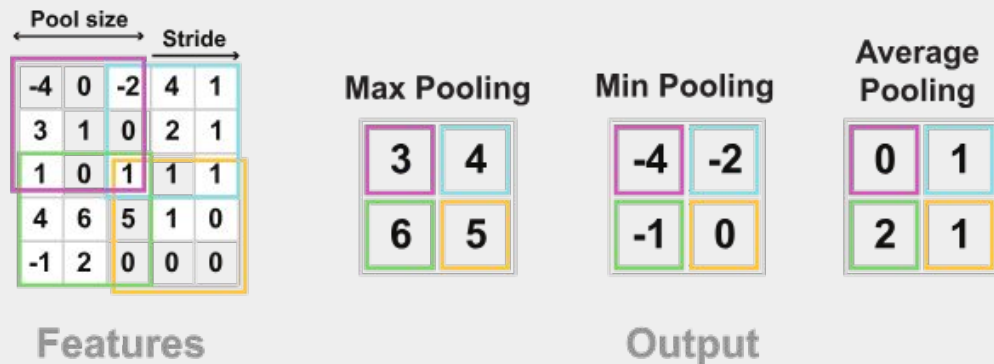 Pool size
Stride
-4 0 -2 4 1
3 1 0 2 1
1 0 1 1 1
4 6 5 1 0
-1 2 0 0 0
Features
Max Pooling
3 4
6 5
Min Pooling
-4 -2
-1 0
Average
Pooling
0 1
2 1
Output